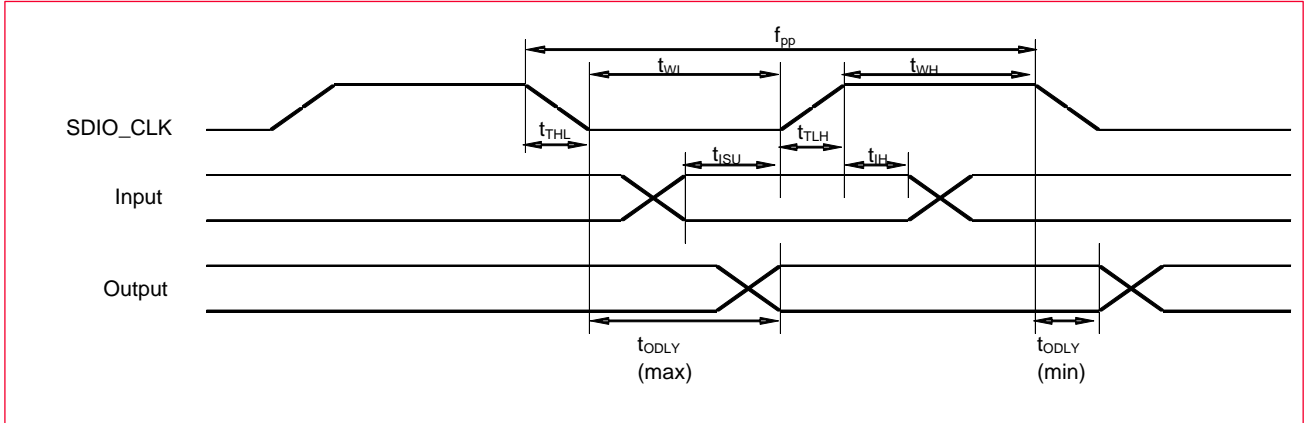 fpp
tWL
tWH
SDIO_CLK
tTHL
tTLH
tISU
tIH
Input
Output
tODLY
(max)
tODLY
(min)